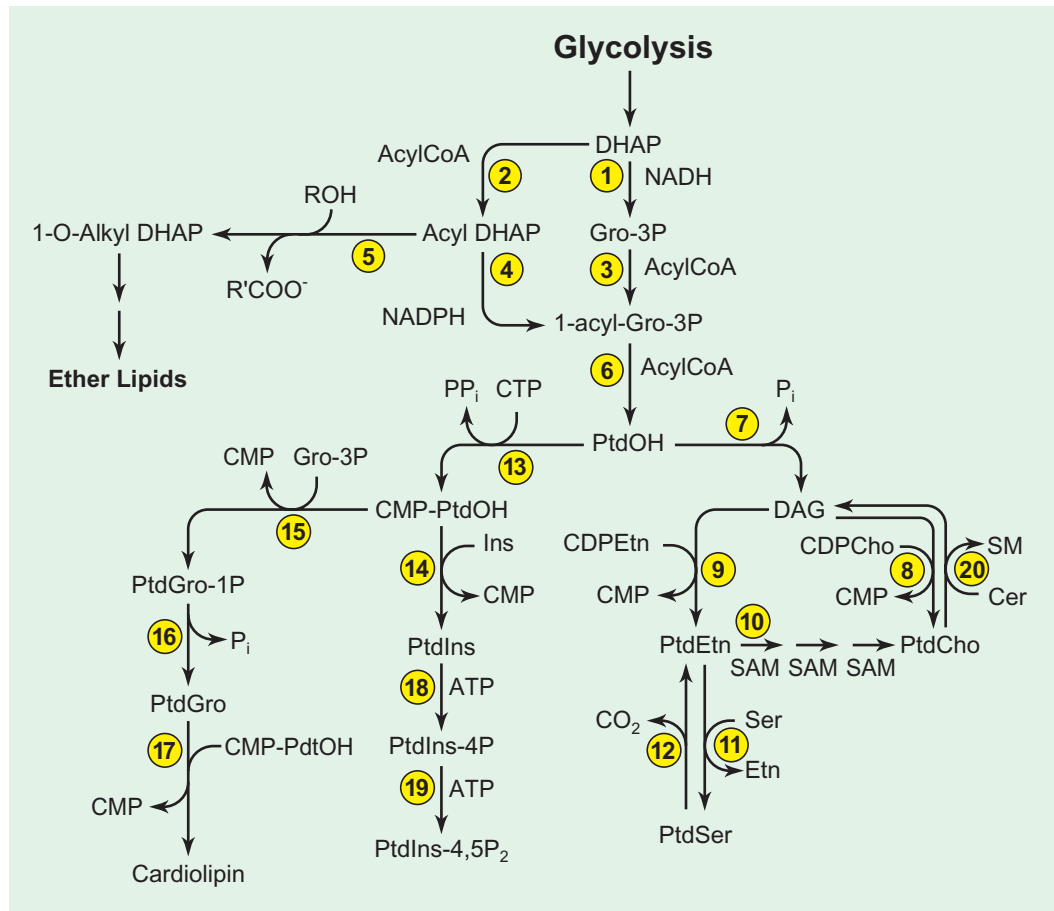 Glycolysis
DHAP
AcylCoA
2
1
NADH
ROH
1-O-Alkyl DHAP
Acyl DHAP
Gro-3P
5
4
3
AcylCoA
R'COO-
NADPH
1-acyl-Gro-3P
6
AcylCoA
Ether Lipids
PPi
CTP
Pi
7
PtdOH
CMP
Gro-3P
13
CMP-PtdOH
DAG
15
Ins
CDPEtn
CDPCho
SM
14
9
8
20
PtdGro-1P
CMP
CMP
CMP
Cer
16
Pi
10
PtdIns
PtdEtn
PtdCho
SAM
SAM
SAM
18
ATP
PtdGro
CO2
Ser
17
CMP-PdtOH
PtdIns-4P
12
11
Etn
CMP
19
ATP
PtdSer
PtdIns-4,5P2
Cardiolipin